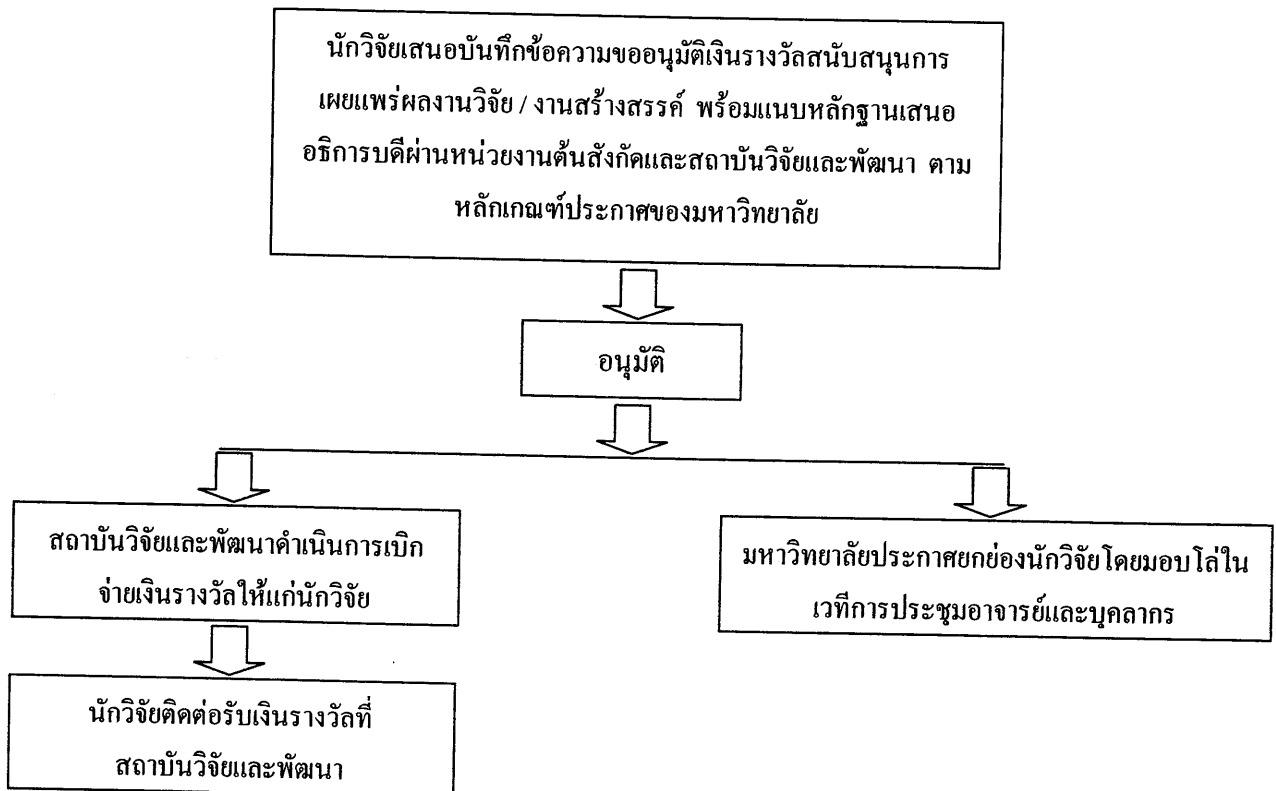 นักวิจัยเสนอบันทึกข้อความขออนุมัติเงินรางวัลสนับสนุนการ
เผยแพร่ผลงานวิจัย / งานสร้างสรรค์ พร้อมแนบหลักฐานเสนอ
อธิการบดีผ่านหน่วยงานต้นสังกัดและสถาบันวิจัยและพัฒนา ตาม
หลักเกณฑ์ประกาศของมหาวิทยาลัย
อนุมัติ
สถาบันวิจัยและพัฒนาดำเนินการเบิก
จ่ายเงินรางวัลให้แก่นักวิจัย
มหาวิทยาลัยประกาศยกย่องนักวิจัยโดยมอบโล่ใน
เวทีการประชุมอาจารย์และบุคลากร
นักวิจัยติดต่อรับเงินรางวัลที่
สถาบันวิจัยและพัฒนา